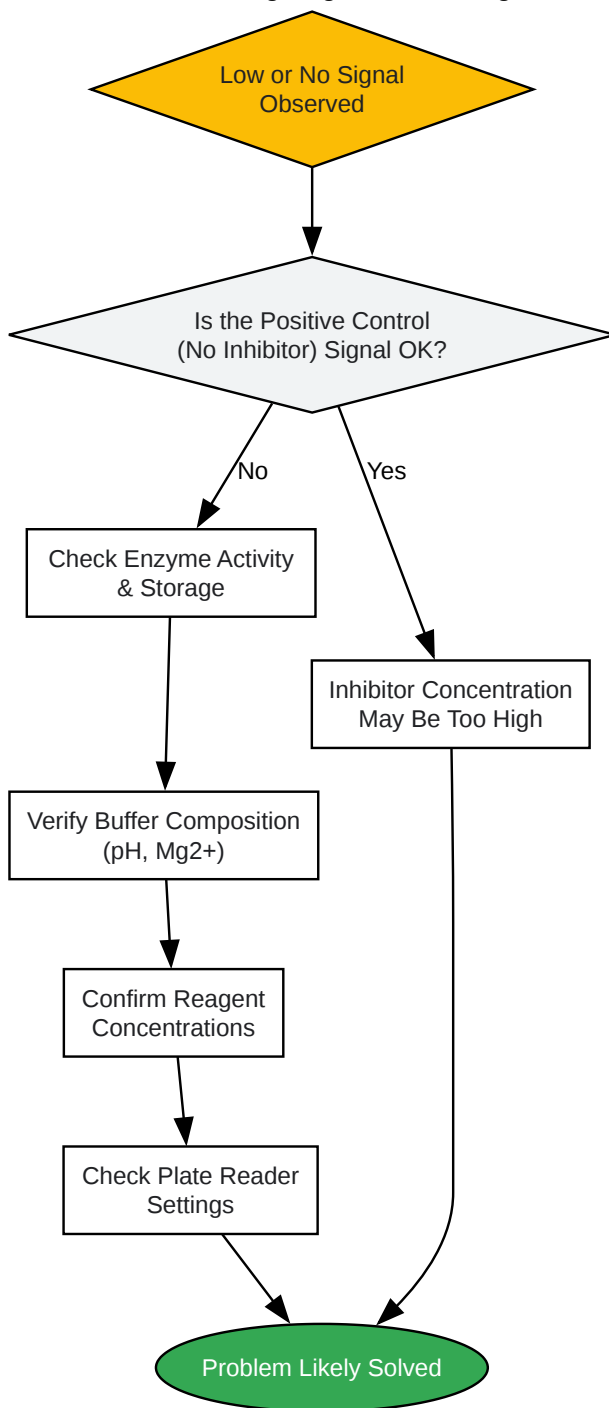 Low or No Signal
Observed
Is the Positive Control
(No Inhibitor) Signal OK?
No
Yes
Check Enzyme Activity
& Storage
Inhibitor Concentration
May Be Too High
Verify Buffer Composition
(pH, Mg2+)
Confirm Reagent
Concentrations
Check Plate Reader
Settings
Problem Likely Solved